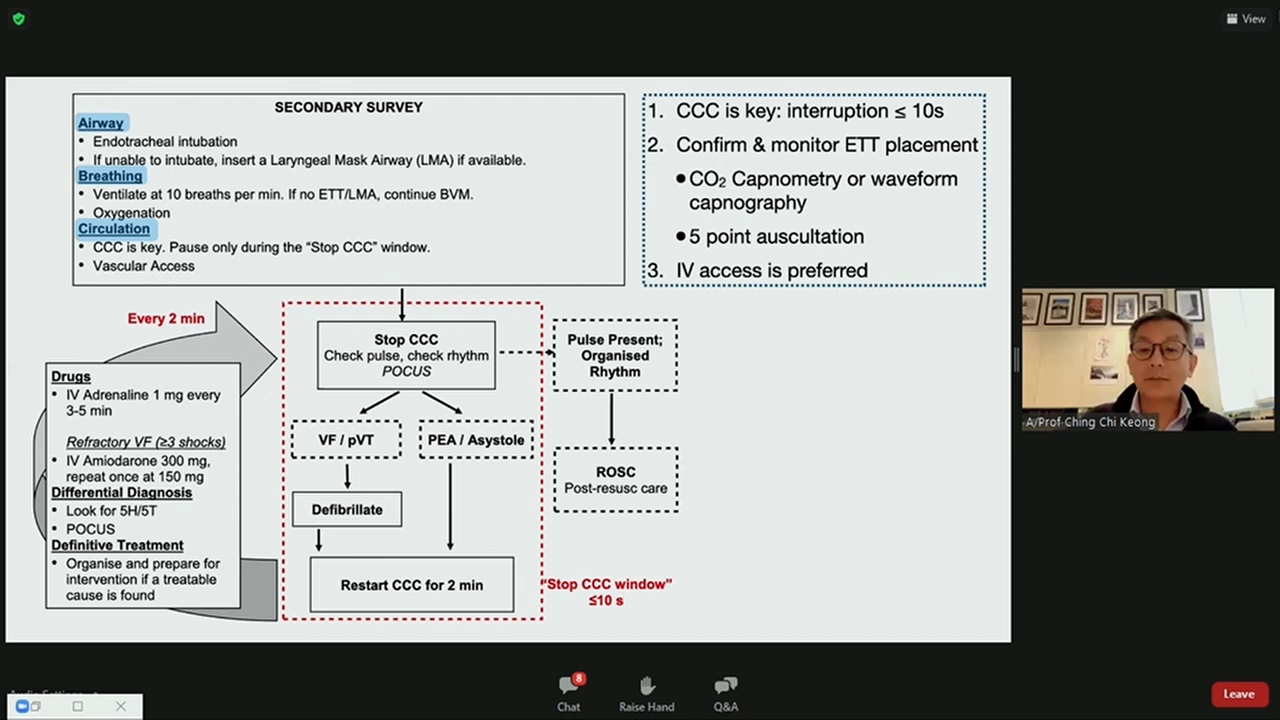 View
SECONDARY SURVEY
Airway
• Endotracheal intubation
• If unable to intubate, insert a Laryngeal Mask Airway (LMA) if available.
Breathing
• Ventilate at 10 breaths per min. If no ETT/LMA, continue BVM.
• Oxygenation
Circulation
• CCC is key. Pause only during the "Stop CCC" window.
• Vascular Access
1. CCC is key: interruption ≤ 10s
2. Confirm & monitor ETT placement
• CO₂ Capnometry or waveform
capnography
• 5 point auscultation
3. IV access is preferred
Every 2 min
Drugs
• IV Adrenaline 1 mg every
3-5 min
Refractory VF (≥3 shocks)
• IV Amiodarone 300 mg,
repeat once at 150 mg
Differential Diagnosis
• Look for 5H/5T
• POCUS
Definitive Treatment
• Organise and prepare for
intervention if a treatable
cause is found
Stop CCC
Check pulse, check rhythm
POCUS
VF / pVT
PEA / Asystole
Defibrillate
Restart CCC for 2 min
Pulse Present;
Organised
Rhythm
ROSC
Post-resusc care
"Stop CCC window"
≤10 s
A/Prof Ching Chi Keong
Audio Settings
8
Chat
Raise Hand
Q&A
Leave